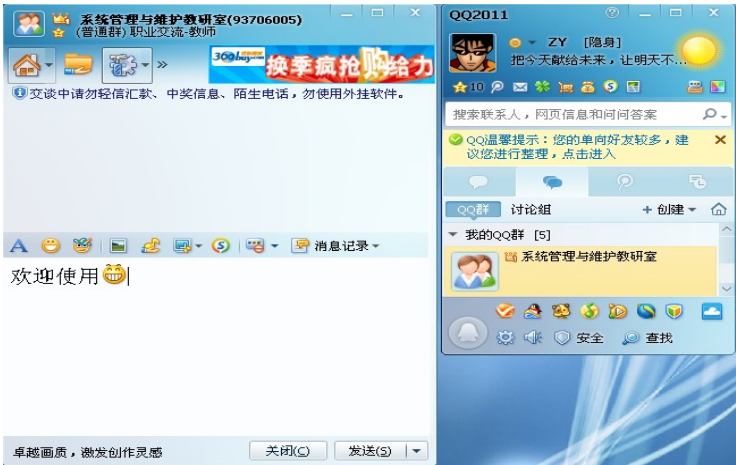 系统管理与维护教研室(93706005)
(普通群)职业交流-教师
360buy.com
换季疯抢购给力
交谈中请勿轻信汇款、中奖信息、陌生电话，勿使用外挂软件。
消息记录
欢迎使用
卓越画质，激发创作灵感
关闭(C)
发送(S)
QQ2011
ZY [隐身]
把今天献给未来，让明天不...
10
搜索联系人，网页信息和问问答案
QQ温馨提示：您的单向好友较多，建
议您进行整理，点击进入
QQ群
讨论组
+ 创建
我的QQ群 [5]
系统管理与维护教研室
安全
查找